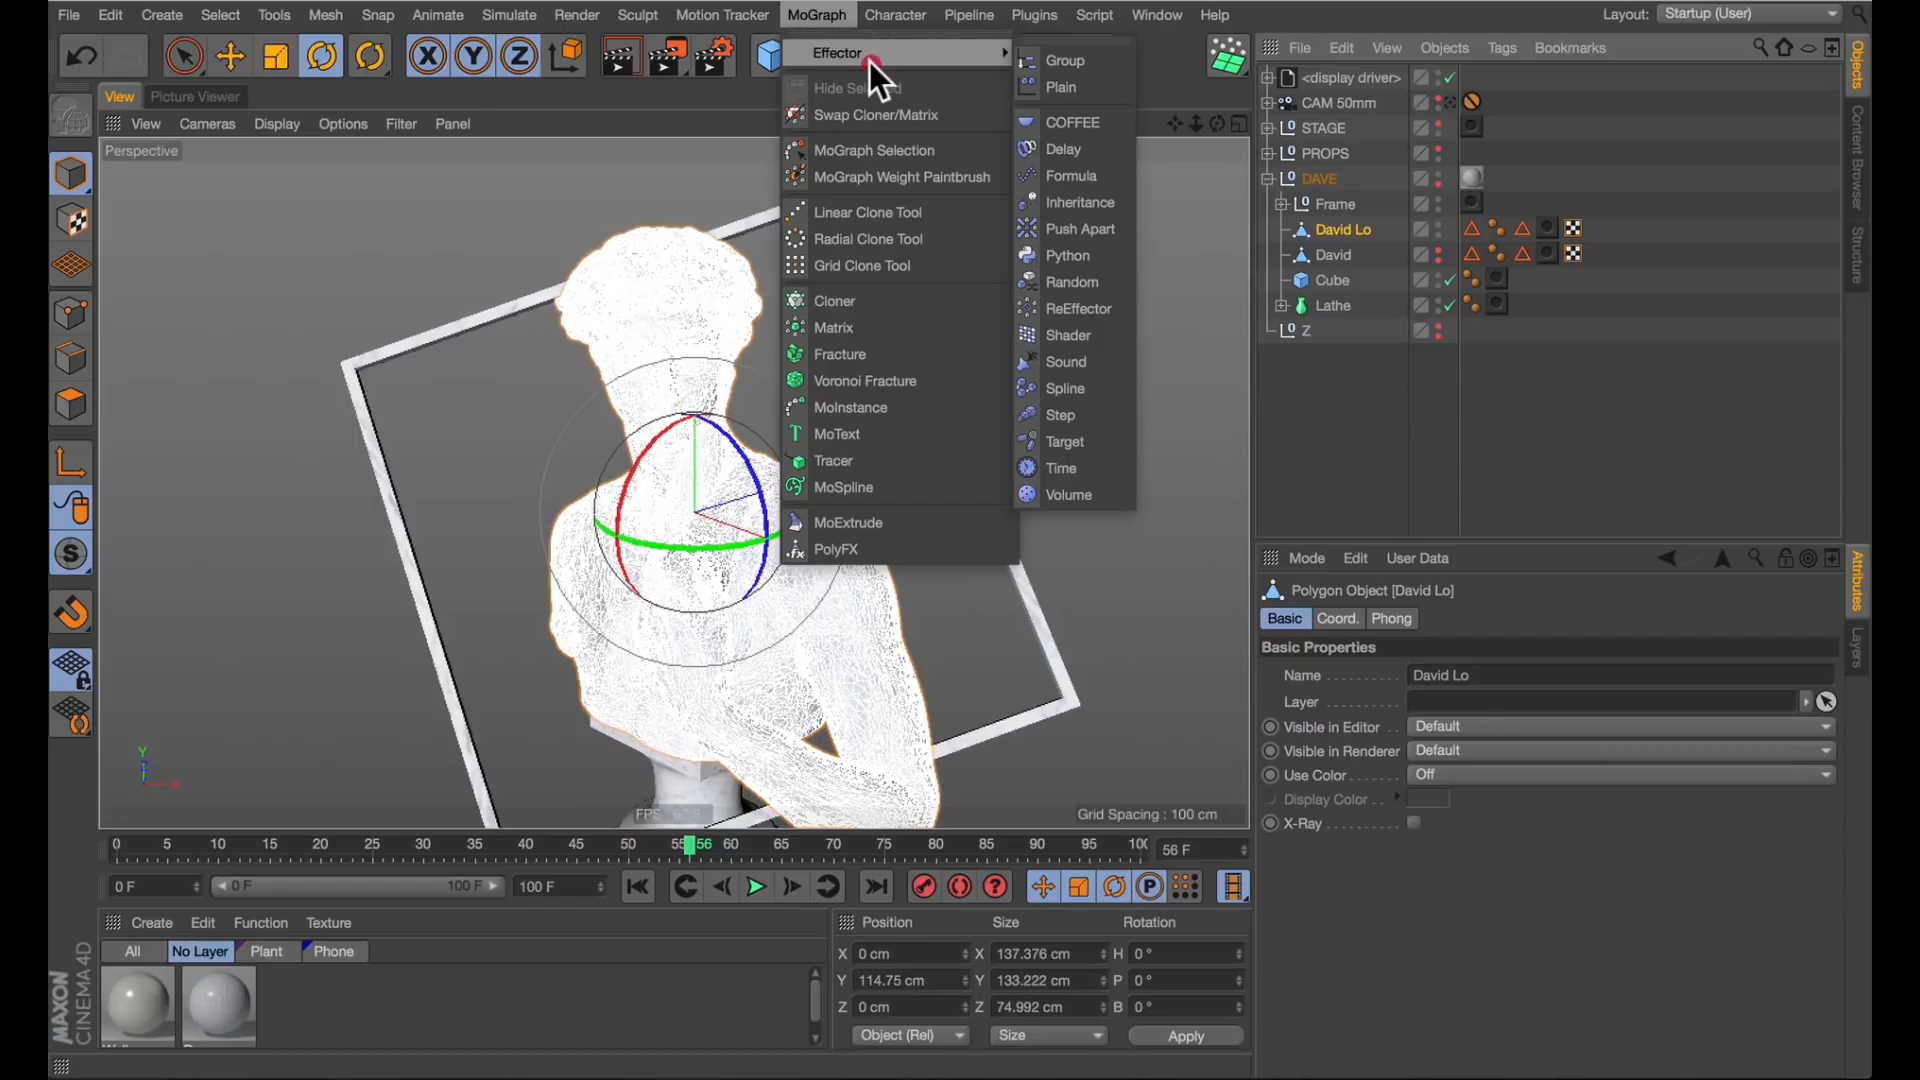 File Edit Create Select Tools Mesh Snap Animate Simulate Render Sculpt Motion Tracker MoGraph Character Pipeline Plugins Script Window Help Layout: Startup (User)
X Y Z
View Picture Viewer
View Cameras Display Options Filter Panel
Perspective
Effector
Swap Cloner/Matrix
MoGraph Selection
MoGraph Weight Paintbrush
Linear Clone Tool
Radial Clone Tool
Grid Clone Tool
Cloner
Matrix
Fracture
Voronoi Fracture
MoInstance
MoText
Tracer
MoSpline
MoExtrude
PolyFX
Group
Plain
COFFEE
Delay
Formula
Inheritance
Push Apart
Python
Random
ReEffector
Shader
Sound
Spline
Step
Target
Time
Volume
Y
X
FPS
Grid Spacing : 100 cm
File Edit View Objects Tags Bookmarks
<display driver>
CAM 50mm
STAGE
PROPS
DAVE
Frame
David Lo
David
Cube
Lathe
Z
Objects
Content Browser
Structure
Mode Edit User Data
Polygon Object [David Lo]
Basic Coord. Phong
Basic Properties
Name David Lo
Layer
Visible in Editor Default
Visible in Renderer Default
Use Color Off
Display Color
X-Ray
Attributes
Layers
0 5 10 15 20 25 30 35 40 45 50 55 56 60 65 70 75 80 85 90 95 56 F
0 F 0 F 100 F 100 F
Create Edit Function Texture
All No Layer Plant Phone
Position Size Rotation
X 0 cm X 137.376 cm H 0 °
Y 114.75 cm Y 133.222 cm P 0 °
Z 0 cm Z 74.992 cm B 0 °
Object (Rel) Size Apply
MAXON
CINEMA 4D